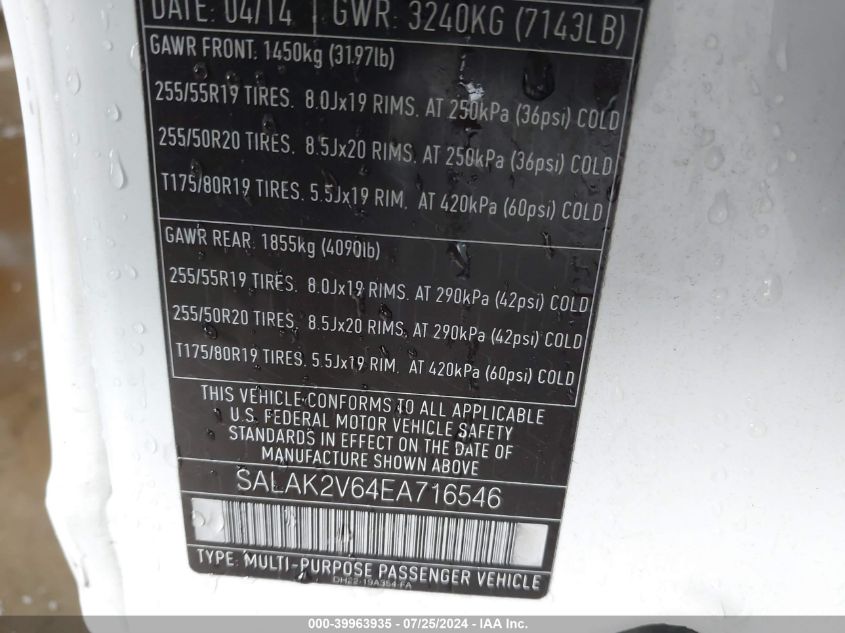 DATE: 04/14 GWR: 3240KG (7143LB)
GAWR FRONT: 1450kg (3197lb)
255/55R19 TIRES. 8.0Jx19 RIMS. AT 250kPa (36psi) COLD
255/50R20 TIRES. 8.5Jx20 RIMS. AT 250kPa (36psi) COLD
T175/80R19 TIRES. 5.5Jx19 RIM. AT 420kPa (60psi) COLD
GAWR REAR: 1855kg (4090lb)
255/55R19 TIRES. 8.0Jx19 RIMS. AT 290kPa (42psi) COLD
255/50R20 TIRES. 8.5Jx20 RIMS. AT 290kPa (42psi) COLD
T175/80R19 TIRES. 5.5Jx19 RIM. AT 420kPa (60psi) COLD
THIS VEHICLE CONFORMS TO ALL APPLICABLE
U.S. FEDERAL MOTOR VEHICLE SAFETY
STANDARDS IN EFFECT ON THE DATE OF
MANUFACTURE SHOWN ABOVE
SALAK2V64EA716546
TYPE: MULTI-PURPOSE PASSENGER VEHICLE
DH22-19A354-FA
000-39963935 - 07/25/2024 - © IAA Inc.